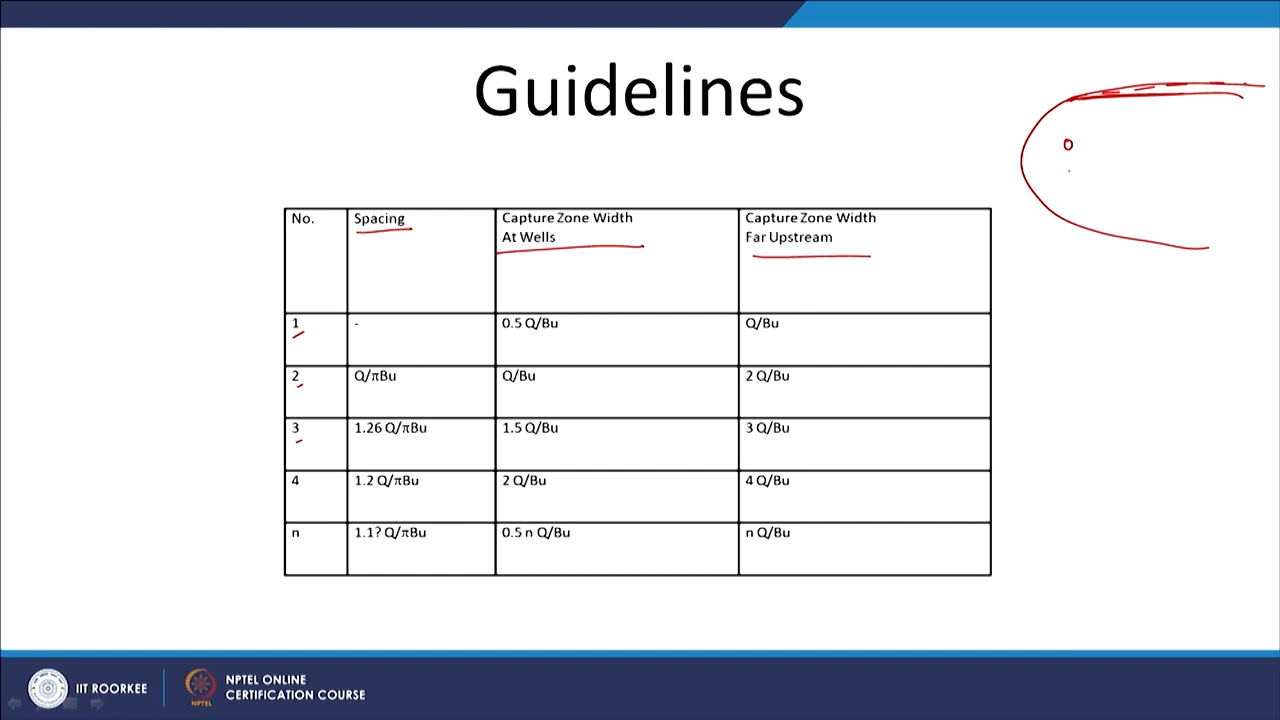 Guidelines
No. Spacing Capture Zone Width Capture Zone Width
At Wells Far Upstream
1 - 0.5 Q/Bu Q/Bu
2 Q/πBu Q/Bu 2 Q/Bu
3 1.26 Q/πBu 1.5 Q/Bu 3 Q/Bu
4 1.2 Q/πBu 2 Q/Bu 4 Q/Bu
n 1.1? Q/πBu 0.5 n Q/Bu n Q/Bu
IIT ROORKEE
NPTEL ONLINE
CERTIFICATION COURSE
NPTEL